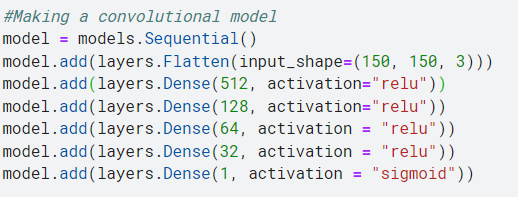 #Making a convolutional model
model = models.Sequential()
model.add(layers.Flatten(input_shape=(150, 150, 3)))
model.add(layers.Dense(512, activation="relu"))
model.add(layers.Dense(128, activation="relu"))
model.add(layers.Dense(64, activation = "relu"))
model.add(layers.Dense(32, activation = "relu"))
model.add(layers.Dense(1, activation = "sigmoid"))